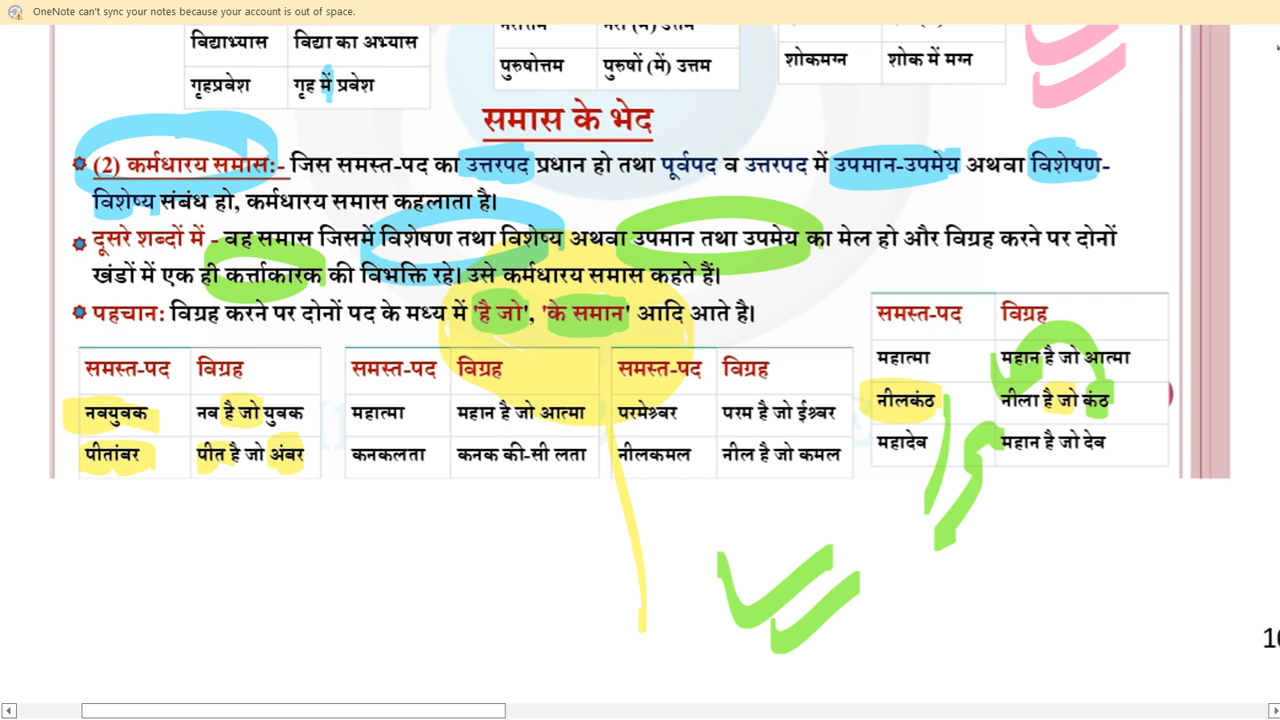 OneNote can't sync your notes because your account is out of space.
विद्याभ्यास विद्या का अभ्यास
गृहप्रवेश गृह में प्रवेश
पुरुषोत्तम पुरुषों (में) उत्तम
शोकमग्न शोक में मग्न
समास के भेद
(2) कर्मधारय समास:- जिस समस्त-पद का उत्तरपद प्रधान हो तथा पूर्वपद व उत्तरपद में उपमान-उपमेय अथवा विशेषण-
विशेष्य संबंध हो, कर्मधारय समास कहलाता है।
दूसरे शब्दों में - वह समास जिसमें विशेषण तथा विशेष्य अथवा उपमान तथा उपमेय का मेल हो और विग्रह करने पर दोनों
खंडों में एक ही कर्त्ताकारक की विभक्ति रहे। उसे कर्मधारय समास कहते हैं।
पहचान: विग्रह करने पर दोनों पद के मध्य में 'है जो', 'के समान' आदि आते है।
समस्त-पद विग्रह
नवयुवक नव है जो युवक
पीतांबर पीत है जो अंबर
समस्त-पद विग्रह
महात्मा महान है जो आत्मा
कनकलता कनक की-सी लता
समस्त-पद विग्रह
परमेश्वर परम है जो ईश्वर
नीलकमल नील है जो कमल
समस्त-पद विग्रह
महात्मा महान है जो आत्मा
नीलकंठ नीला है जो कंठ
महादेव महान है जो देव